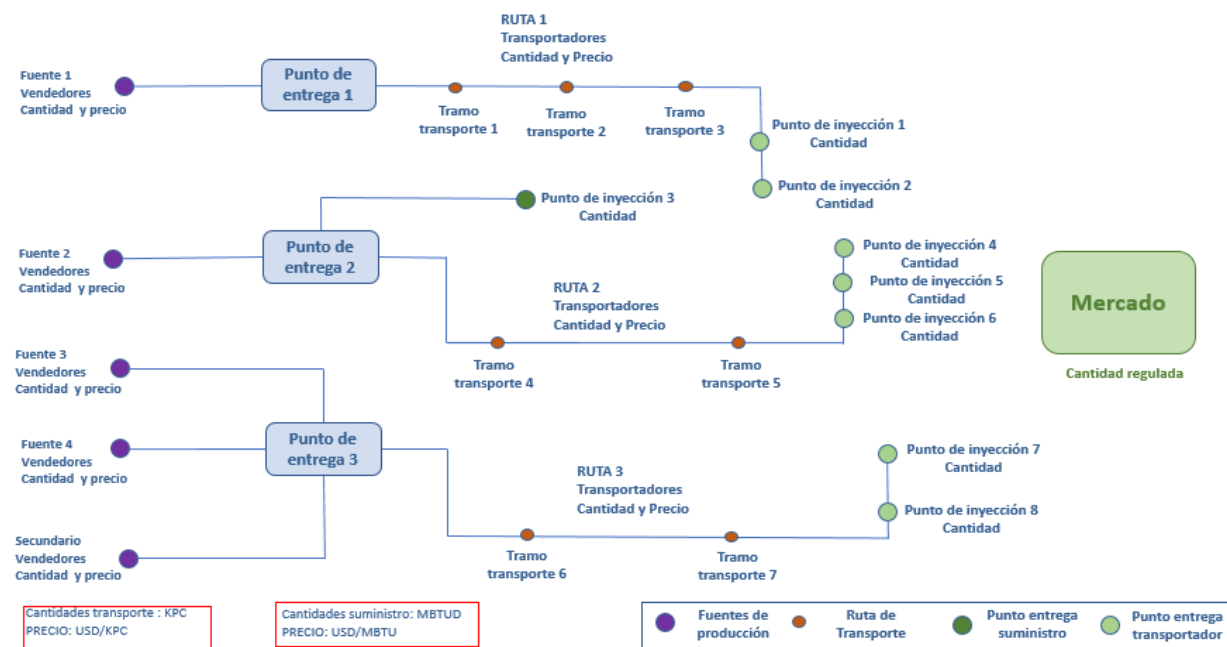 RUTA 1
Transportadores
Cantidad y Precio
Fuente 1
Vendedores
Cantidad y precio
Punto de
entrega 1
Tramo
transporte 1
Tramo
transporte 2
Tramo
transporte 3
Punto de inyección 1
Cantidad
Punto de inyección 2
Cantidad
Punto de inyección 3
Cantidad
Fuente 2
Vendedores
Cantidad y precio
Punto de
entrega 2
RUTA 2
Transportadores
Cantidad y Precio
Tramo
transporte 4
Tramo
transporte 5
Punto de inyección 4
Cantidad
Punto de inyección 5
Cantidad
Punto de inyección 6
Cantidad
Mercado
Cantidad regulada
Fuente 3
Vendedores
Cantidad y precio
Fuente 4
Vendedores
Cantidad y precio
Secundario
Vendedores
Cantidad y precio
Punto de
entrega 3
RUTA 3
Transportadores
Cantidad y Precio
Tramo
transporte 6
Tramo
transporte 7
Punto de inyección 7
Cantidad
Punto de inyección 8
Cantidad
Cantidades transporte : KPC
PRECIO: USD/KPC
Cantidades suministro: MBTUD
PRECIO: USD/MBTU
Fuentes de
producción
Ruta de
Transporte
Punto entrega
suministro
Punto entrega
transportador